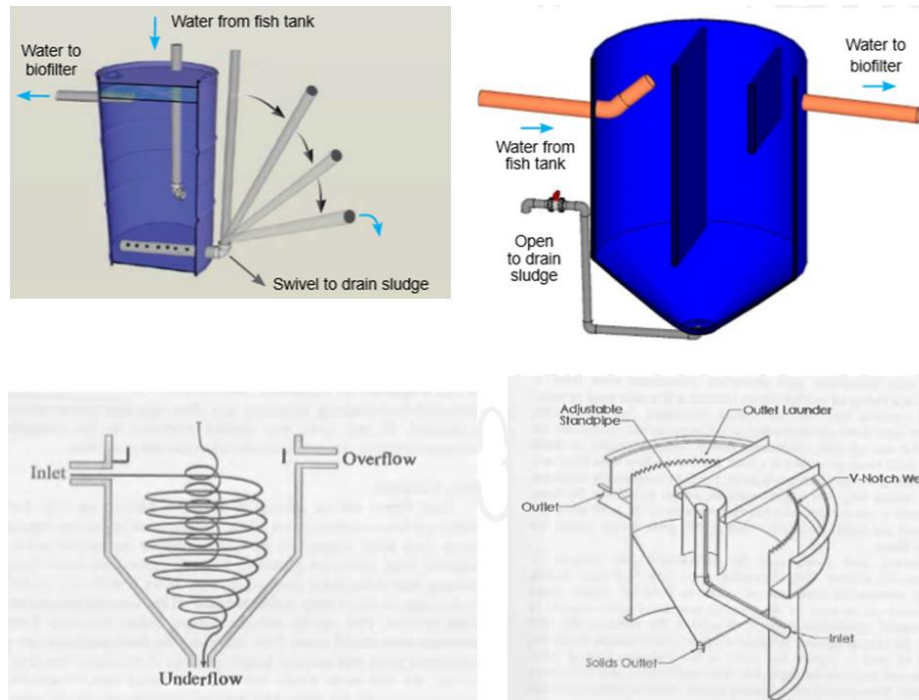 Water from fish tank
Water to
biofilter
Swivel to drain sludge
Water to
biofilter
Water from
fish tank
Open
to drain
sludge
Inlet
Overflow
Underflow
Adjustable
Standpipe
Outlet Launder
V-Notch We
Outlet
Inlet
Solids Outlet